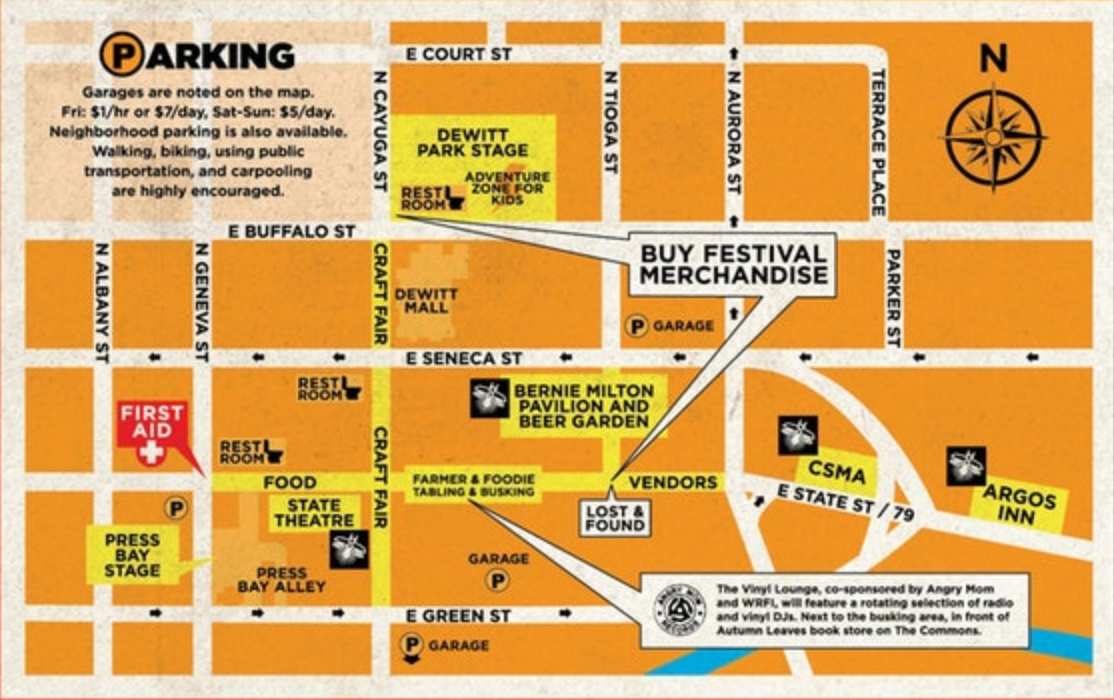 PARKING
Garages are noted on the map.
Fri: $1/hr or $7/day, Sat-Sun: $5/day.
Neighborhood parking is also available.
Walking, biking, using public
transportation, and carpooling
are highly encouraged.
E COURT ST
N
N CAYUGA ST
N TIOGA ST
N AURORA ST
TERRACE PLACE
DEWITT
PARK STAGE
ADVENTURE
ZONE FOR
KIDS
REST
ROOM
E BUFFALO ST
BUY FESTIVAL
MERCHANDISE
N ALBANY ST
N GENEVA ST
CRAFT FAIR
DEWITT
MALL
P GARAGE
PARKER ST
E SENECA ST
REST
ROOM
BERNIE MILTON
PAVILION AND
BEER GARDEN
FIRST
AID
REST
ROOM
CRAFT FAIR
CSMA
ARGOS
INN
FOOD
FARMER & FOODIE
TABLING & BUSKING
VENDORS
E STATE ST / 79
P
STATE
THEATRE
LOST &
FOUND
PRESS
BAY
STAGE
PRESS
BAY ALLEY
GARAGE
P
ANGRY MOM
RECORDS
The Vinyl Lounge, co-sponsored by Angry Mom
and WRFI, will feature a rotating selection of radio
and vinyl DJs. Next to the busking area, in front of
Autumn Leaves book store on The Commons.
E GREEN ST
P GARAGE